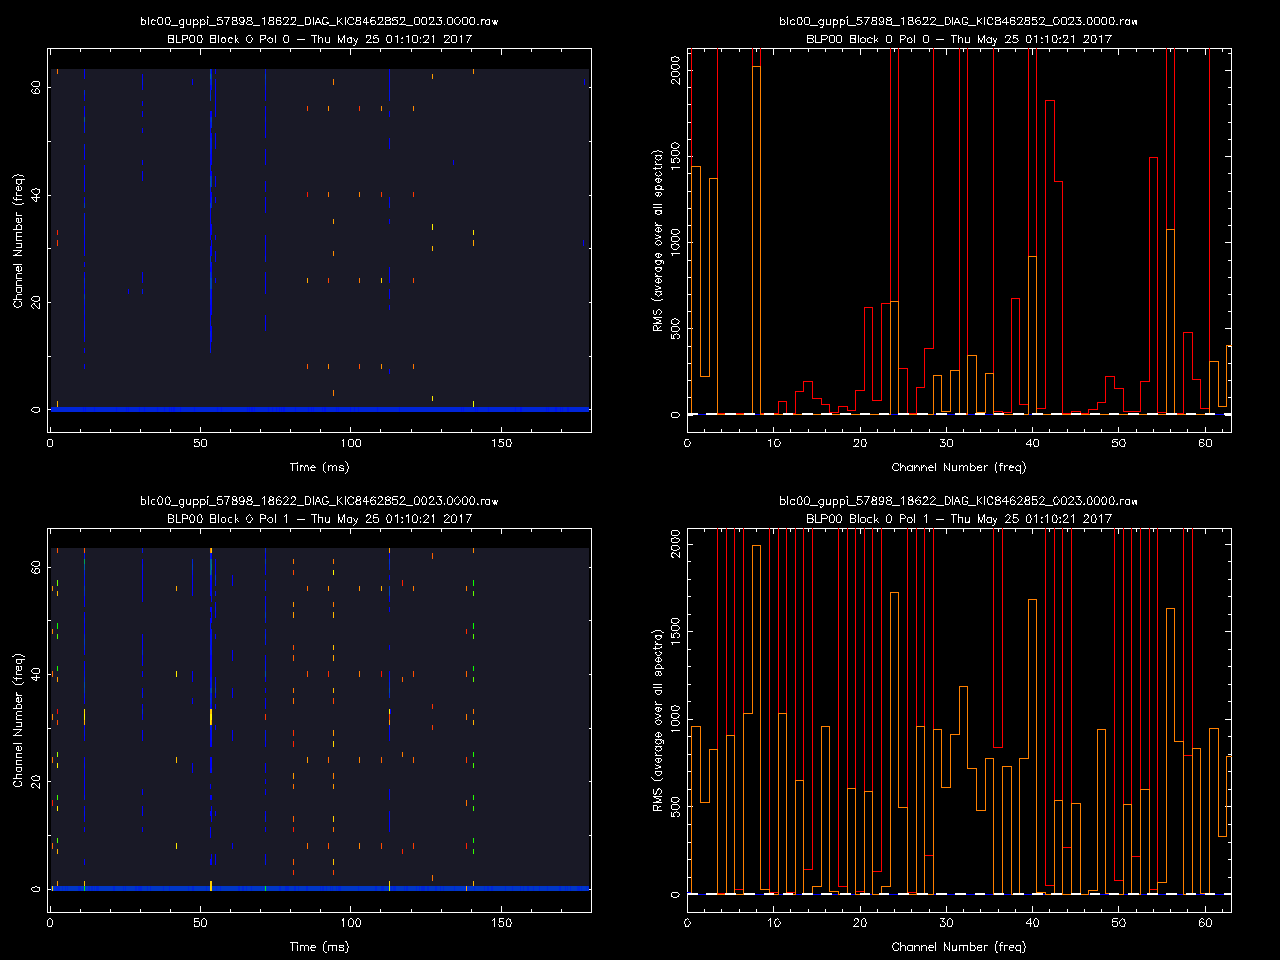 blc00_guppi_57898_18622_DIAG_KIC8462852_0023.0000.raw
BLP00 Block 0 Pol 0 – Thu May 25 01:10:21 2017
Channel Number (freq)
0
20
40
60
0
50
100
150
Time (ms)
blc00_guppi_57898_18622_DIAG_KIC8462852_0023.0000.raw
BLP00 Block 0 Pol 0 – Thu May 25 01:10:21 2017
RMS (average over all spectra)
0
500
1000
1500
2000
0
10
20
30
40
50
60
Channel Number (freq)
blc00_guppi_57898_18622_DIAG_KIC8462852_0023.0000.raw
BLP00 Block 0 Pol 1 – Thu May 25 01:10:21 2017
Channel Number (freq)
0
20
40
60
0
50
100
150
Time (ms)
blc00_guppi_57898_18622_DIAG_KIC8462852_0023.0000.raw
BLP00 Block 0 Pol 1 – Thu May 25 01:10:21 2017
RMS (average over all spectra)
0
500
1000
1500
2000
0
10
20
30
40
50
60
Channel Number (freq)